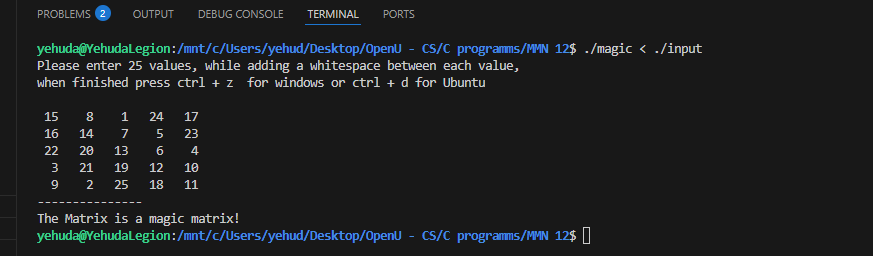 PROBLEMS 2 OUTPUT DEBUG CONSOLE TERMINAL PORTS
yehuda@YehudaLegion:/mnt/c/Users/yehud/Desktop/OpenU - CS/C programms/MMN 12$ ./magic < ./input
Please enter 25 values, while adding a whitespace between each value,
when finished press ctrl + z  for windows or ctrl + d for Ubuntu
15 8 1 24 17
16 14 7 5 23
22 20 13 6 4
3 21 19 12 10
9 2 25 18 11
---------------
The Matrix is a magic matrix!
yehuda@YehudaLegion:/mnt/c/Users/yehud/Desktop/OpenU - CS/C programms/MMN 12$